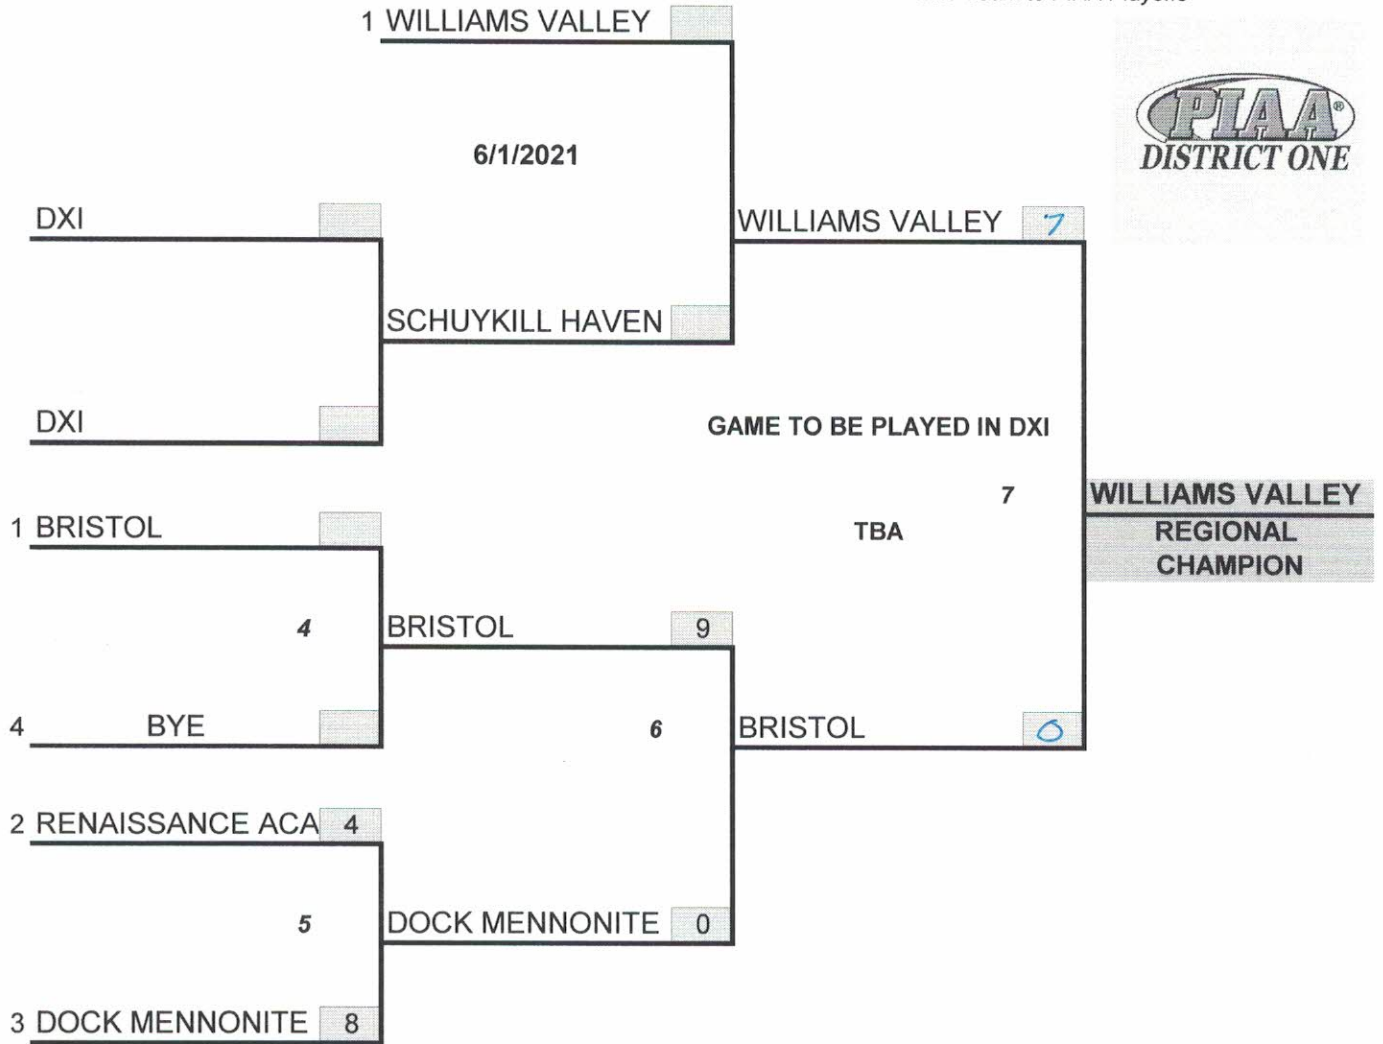 1 WILLIAMS VALLEY
PIAA®
DISTRICT ONE
6/1/2021
DXI
WILLIAMS VALLEY 7
SCHUYKILL HAVEN
DXI
GAME TO BE PLAYED IN DXI
7
WILLIAMS VALLEY
1 BRISTOL
TBA
REGIONAL
CHAMPION
4
BRISTOL 9
4 BYE
6
BRISTOL 0
2 RENAISSANCE ACA 4
5
DOCK MENNONITE 0
3 DOCK MENNONITE 8